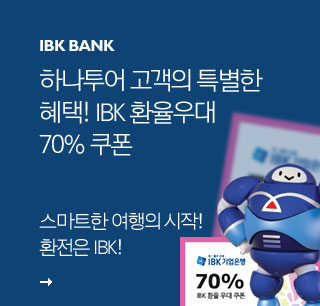 IBK BANK
하나투어 고객의 특별한
혜택! IBK 환율우대
70% 쿠폰
스마트한 여행의 시작!
환전은 IBK!
IBK기업은행
70%
IBK 환율 우대 쿠폰